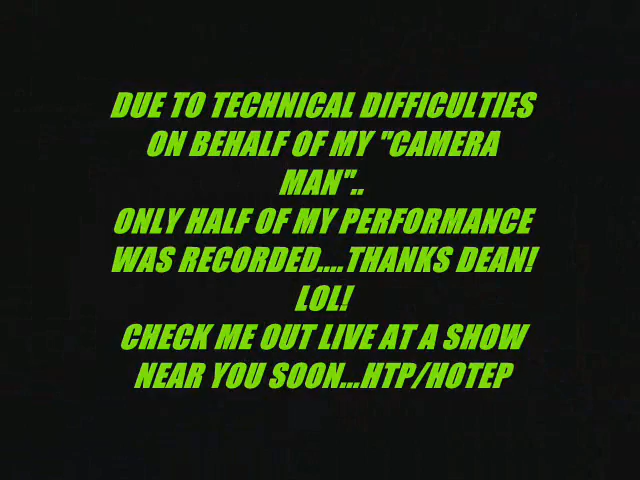 DUE TO TECHNICAL DIFFICULTIES
ON BEHALF OF MY "CAMERA
MAN"..
ONLY HALF OF MY PERFORMANCE
WAS RECORDED....THANKS DEAN!
LOL!
CHECK ME OUT LIVE AT A SHOW
NEAR YOU SOON...HTP/HOTEP